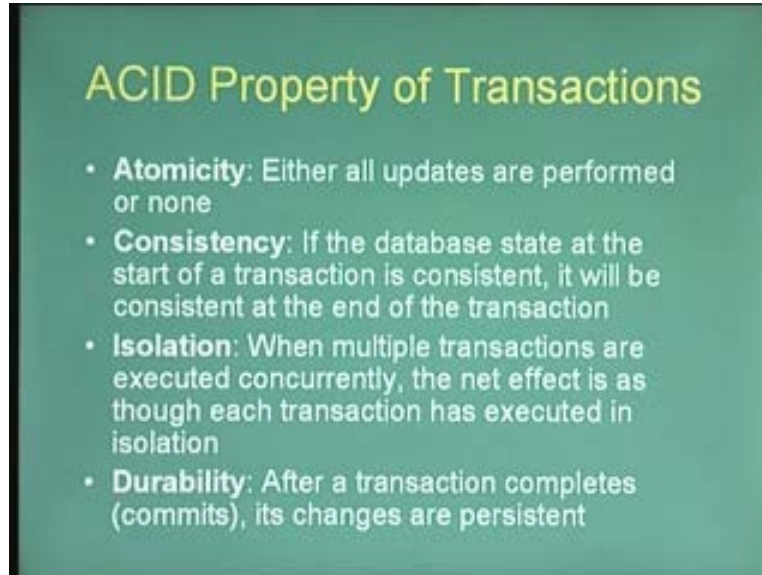 ACID Property of Transactions
• Atomicity: Either all updates are performed
or none
• Consistency: If the database state at the
start of a transaction is consistent, it will be
consistent at the end of the transaction
• Isolation: When multiple transactions are
executed concurrently, the net effect is as
though each transaction has executed in
isolation
• Durability: After a transaction completes
(commits), its changes are persistent